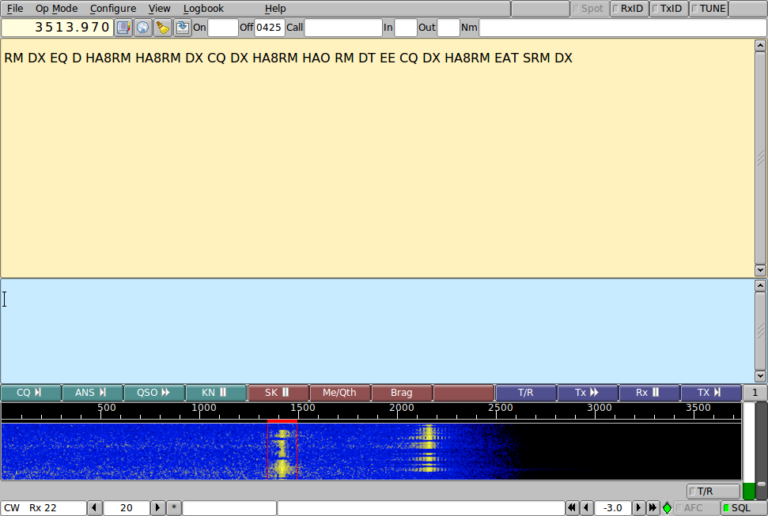 File Op Mode Configure View Logbook Help Spot RxID TxID TUNE
3513.970 On Off 0425 Call In Out Nm
RM DX EQ D HA8RM HA8RM DX CQ DX HA8RM HAO RM DT EE CQ DX HA8RM EAT SRM DX
CQ ANS QSO KN SK Me/Qth Brag T/R Tx Rx TX 1
500 1000 1500 2000 2500 3000 3500
T/R
CW Rx 22 20 * -3.0 AFC SQL